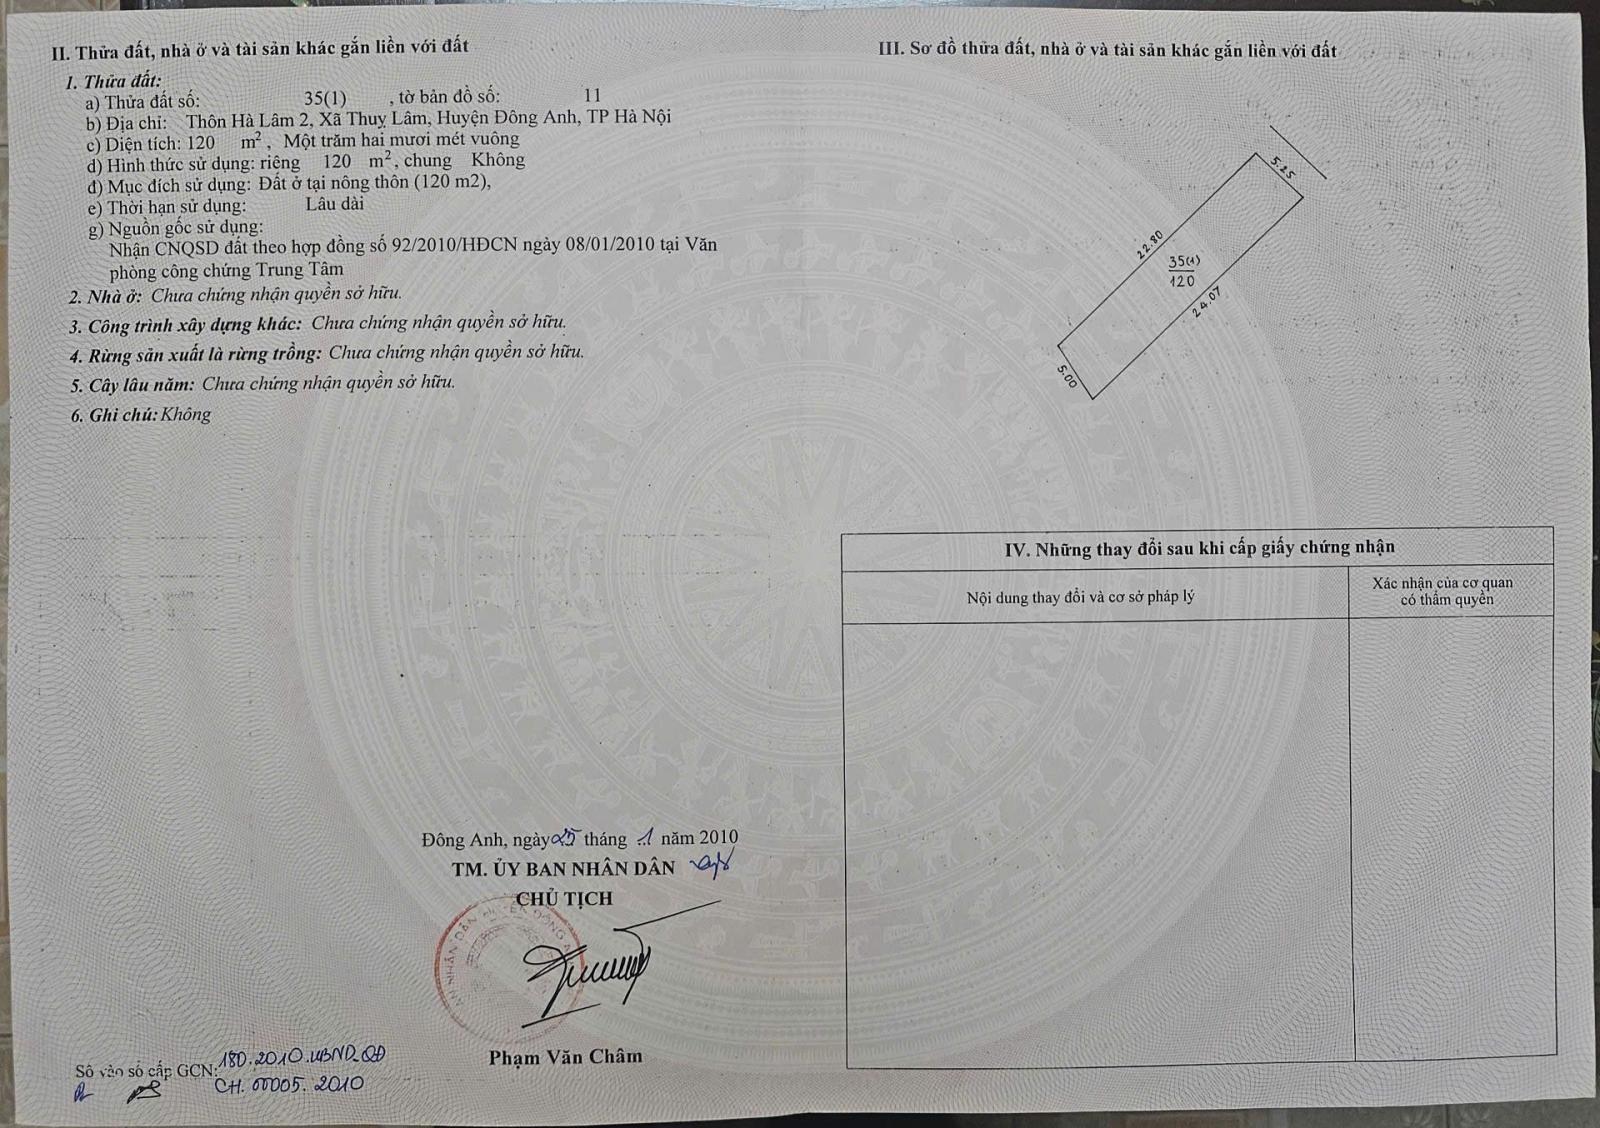 II. Thửa đất, nhà ở và tài sản khác gắn liền với đất
1. Thửa đất:
a) Thửa đất số: 35(1) , tờ bản đồ số: 11
b) Địa chỉ: Thôn Hà Lâm 2, Xã Thuỵ Lâm, Huyện Đông Anh, TP Hà Nội
c) Diện tích: 120 m², Một trăm hai mươi mét vuông
d) Hình thức sử dụng: riêng 120 m², chung Không
đ) Mục đích sử dụng: Đất ở tại nông thôn (120 m2),
e) Thời hạn sử dụng: Lâu dài
g) Nguồn gốc sử dụng:
Nhận CNQSD đất theo hợp đồng số 92/2010/HĐCN ngày 08/01/2010 tại Văn
phòng công chứng Trung Tâm
2. Nhà ở: Chưa chứng nhận quyền sở hữu.
3. Công trình xây dựng khác: Chưa chứng nhận quyền sở hữu.
4. Rừng sản xuất là rừng trồng: Chưa chứng nhận quyền sở hữu.
5. Cây lâu năm: Chưa chứng nhận quyền sở hữu.
6. Ghi chú: Không
Đông Anh, ngày 25 tháng 1 năm 2010
TM. ỦY BAN NHÂN DÂN
CHỦ TỊCH
Phạm Văn Châm
Số vào sổ cấp GCN: 180.2010.UBND_QĐ
CH. 00005. 2010
III. Sơ đồ thửa đất, nhà ở và tài sản khác gắn liền với đất
5.25
22.80
35(1)
120
24.07
5.00
IV. Những thay đổi sau khi cấp giấy chứng nhận
Nội dung thay đổi và cơ sở pháp lý
Xác nhận của cơ quan
có thẩm quyền